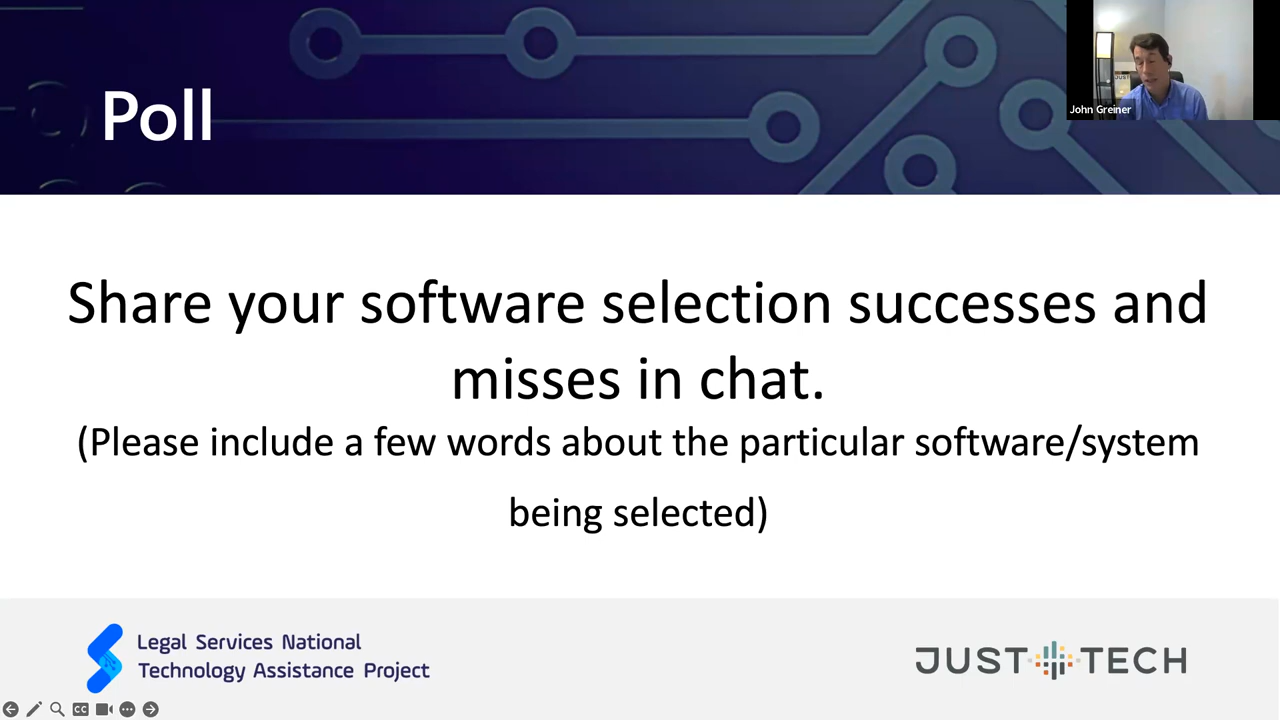 Poll
John Greiner
Share your software selection successes and
misses in chat.
(Please include a few words about the particular software/system
being selected)
Legal Services National
Technology Assistance Project
JUST TECH
CC